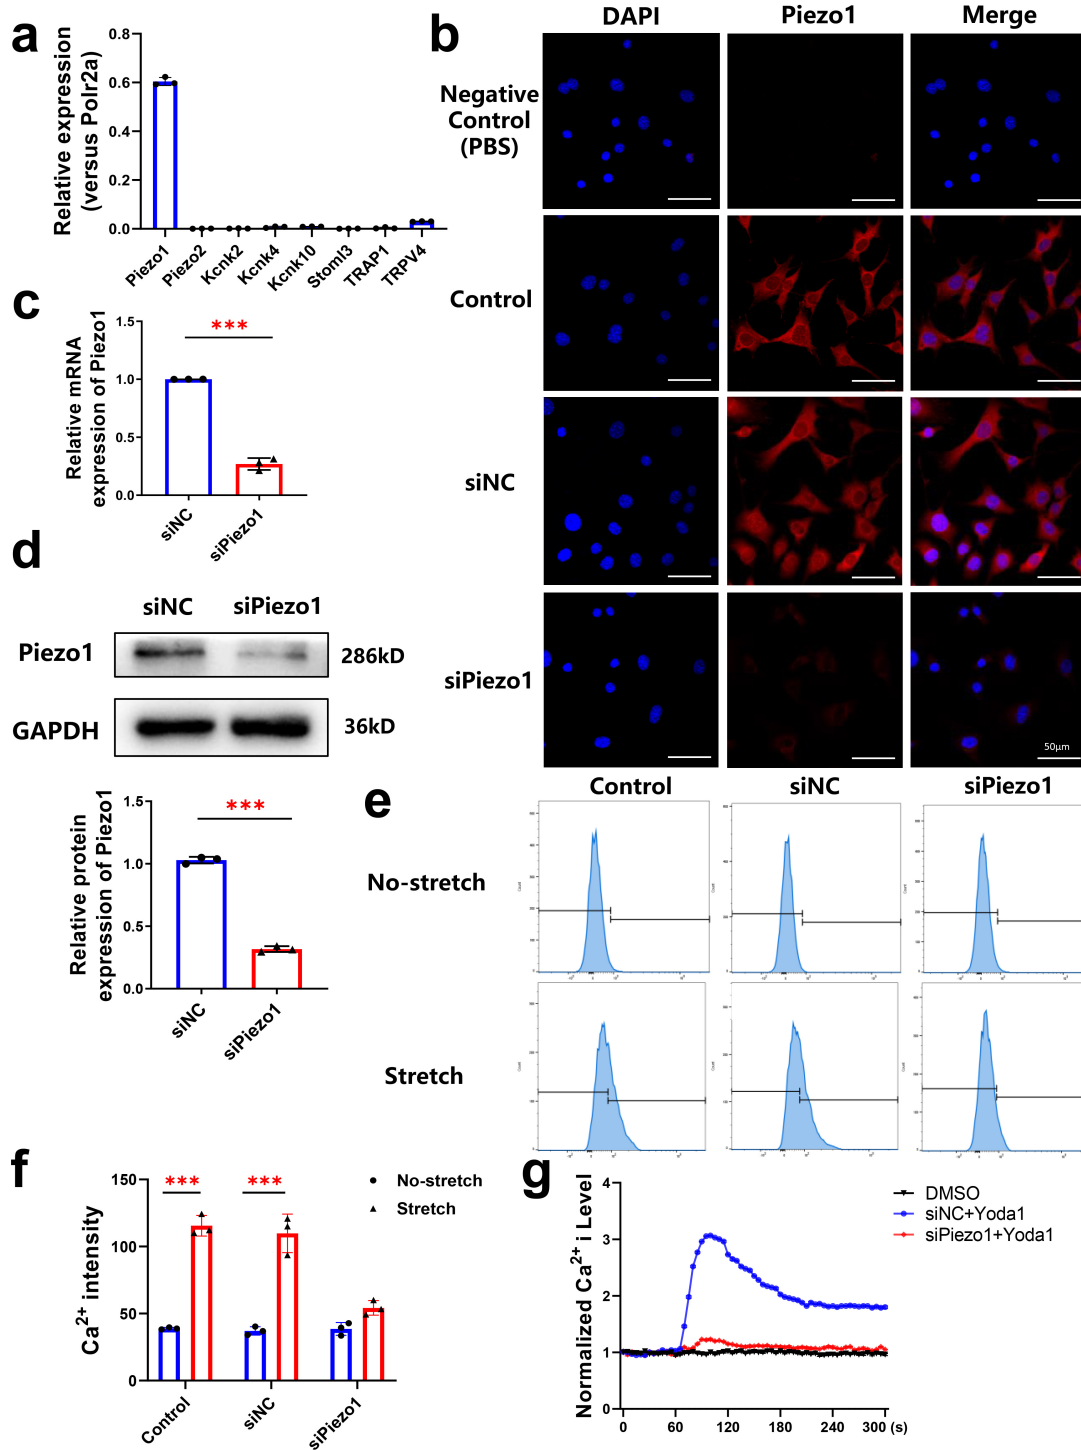 a
Relative expression
(versus Polr2a)
0.8
0.6
0.4
0.2
0.0
Piezo1
Piezo2
Kcnk2
Kcnk4
Kcnk10
Stoml3
TRAP1
TRPV4
b
DAPI
Piezo1
Merge
Negative
Control
(PBS)
Control
siNC
siPiezo1
50μm
c
Relative mRNA
expression of Piezo1
1.5
1.0
0.5
0.0
***
siNC
siPiezo1
d
siNC
siPiezo1
Piezo1
286kD
GAPDH
36kD
Relative protein
expression of Piezo1
1.5
1.0
0.5
0.0
***
siNC
siPiezo1
e
Control
siNC
siPiezo1
No-stretch
Stretch
f
Ca2+ intensity
150
100
50
0
***
***
No-stretch
Stretch
Control
siNC
siPiezo1
g
Normalized Ca2+ i Level
4
3
2
1
0
0
60
120
180
240
300 (s)
DMSO
siNC+Yoda1
siPiezo1+Yoda1